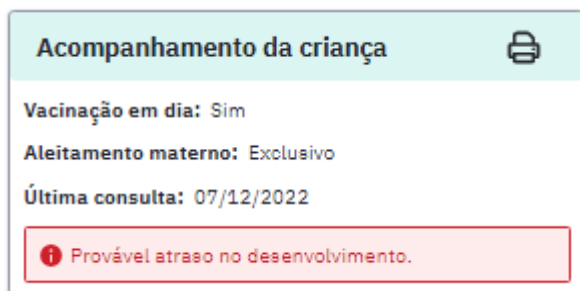 Acompanhamento da criança
Vacinação em dia: Sim
Aleitamento materno: Exclusivo
Última consulta: 07/12/2022
Provável atraso no desenvolvimento.